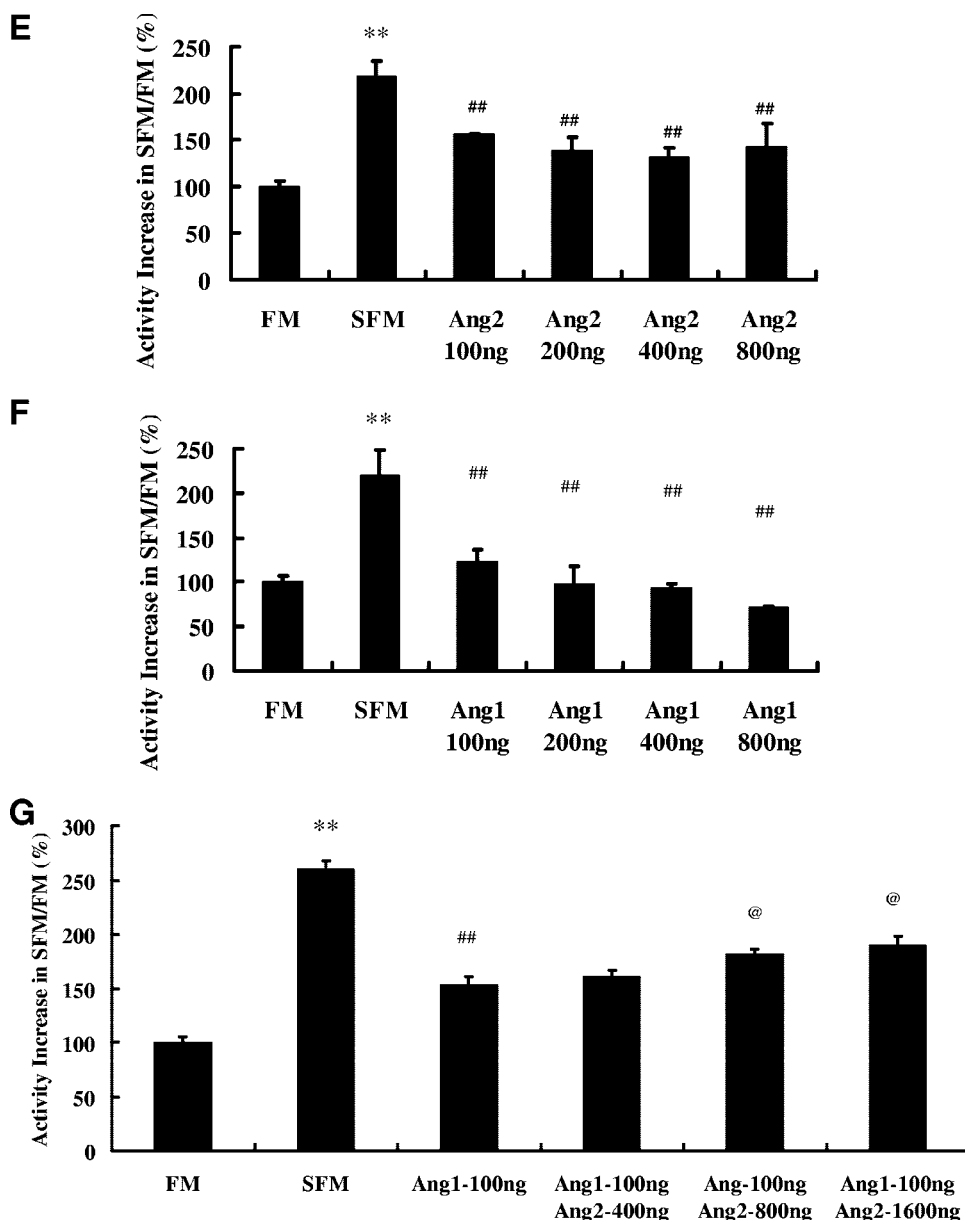 E
Activity Increase in SFM/FM (%)
250
200
150
100
50
0
**
##
##
##
##
FM SFM Ang2 Ang2 Ang2 Ang2
100ng 200ng 400ng 800ng
F
Activity Increase in SFM/FM (%)
250
200
150
100
50
0
**
##
##
##
##
FM SFM Ang1 Ang1 Ang1 Ang1
100ng 200ng 400ng 800ng
G
Activity Increase in SFM/FM (%)
300
250
200
150
100
50
0
**
##
@
@
FM SFM Ang1-100ng Ang1-100ng Ang-100ng Ang1-100ng
Ang2-400ng Ang2-800ng Ang2-1600ng